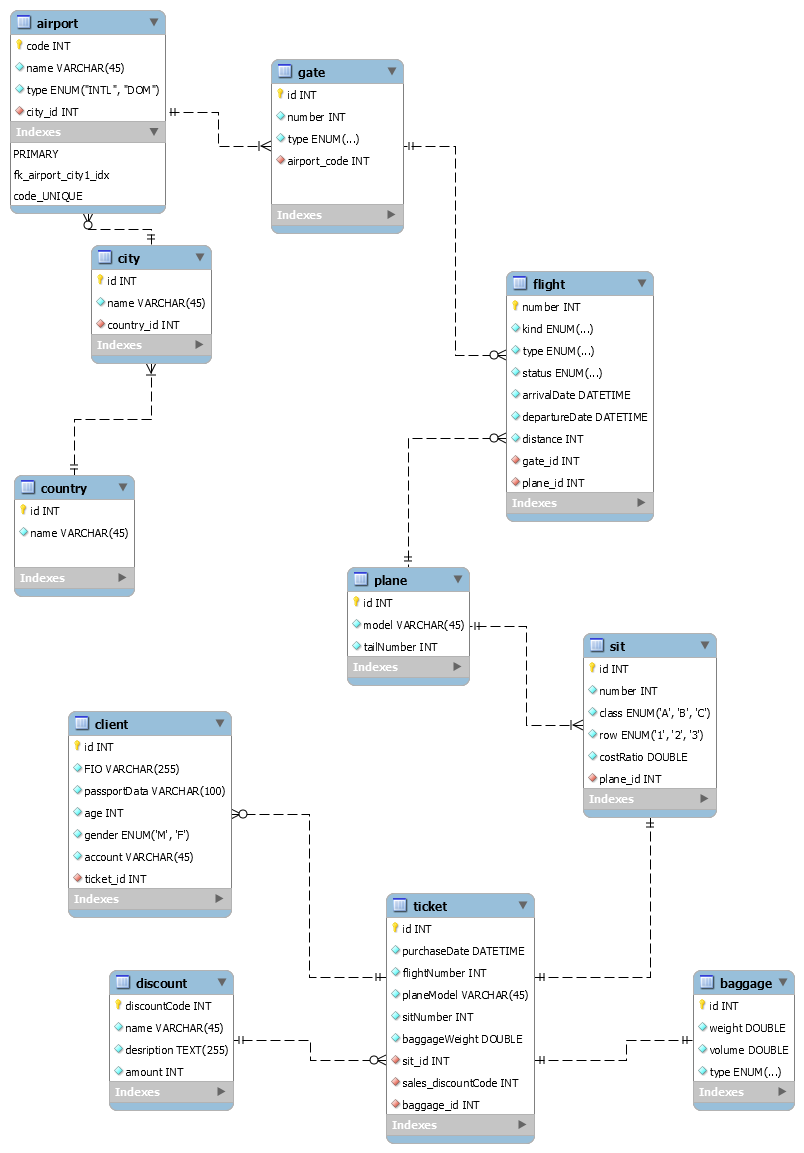 airport
code INT
name VARCHAR(45)
type ENUM("INTL", "DOM")
city_id INT
Indexes
PRIMARY
fk_airport_city1_idx
code_UNIQUE
gate
id INT
number INT
type ENUM(...)
airport_code INT
Indexes
city
id INT
name VARCHAR(45)
country_id INT
Indexes
flight
number INT
kind ENUM(...)
type ENUM(...)
status ENUM(...)
arrivalDate DATETIME
departureDate DATETIME
distance INT
gate_id INT
plane_id INT
Indexes
country
id INT
name VARCHAR(45)
Indexes
plane
id INT
model VARCHAR(45)
tailNumber INT
Indexes
sit
id INT
number INT
class ENUM('A', 'B', 'C')
row ENUM('1', '2', '3')
costRatio DOUBLE
plane_id INT
Indexes
client
id INT
FIO VARCHAR(255)
passportData VARCHAR(100)
age INT
gender ENUM('M', 'F')
account VARCHAR(45)
ticket_id INT
Indexes
ticket
id INT
purchaseDate DATETIME
flightNumber INT
planeModel VARCHAR(45)
sitNumber INT
baggageWeight DOUBLE
sit_id INT
sales_discountCode INT
baggage_id INT
Indexes
discount
discountCode INT
name VARCHAR(45)
desription TEXT(255)
amount INT
Indexes
baggage
id INT
weight DOUBLE
volume DOUBLE
type ENUM(...)
Indexes